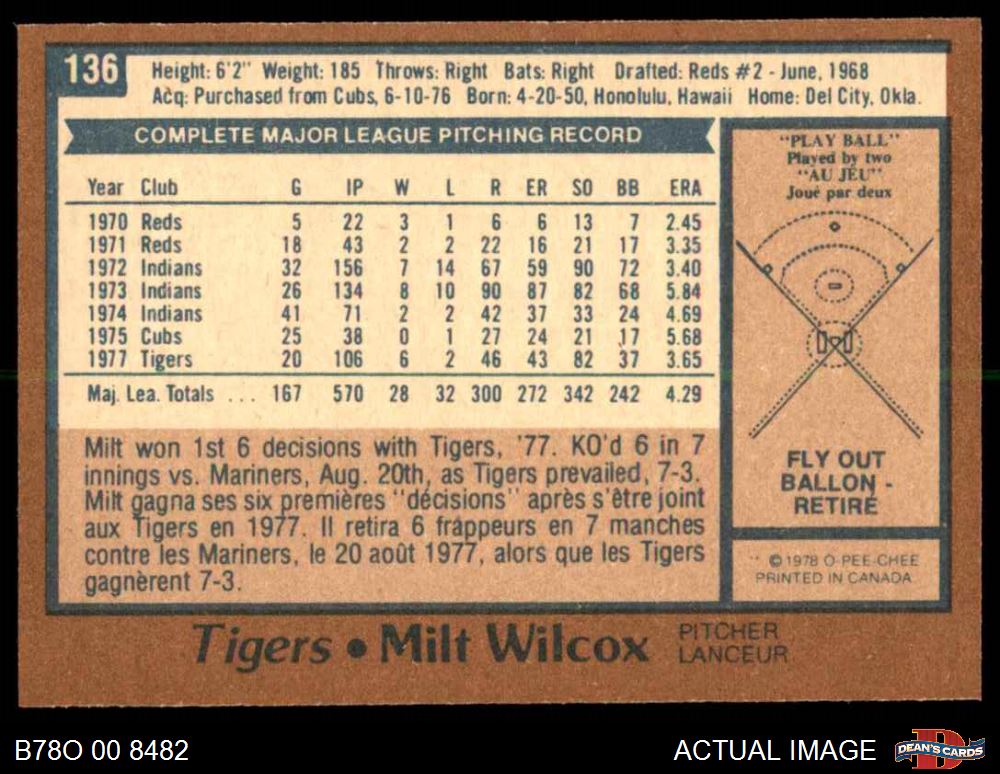 136
Height: 6'2" Weight: 185 Throws: Right Bats: Right Drafted: Reds #2 - June, 1968
Acq: Purchased from Cubs, 6-10-76 Born: 4-20-50, Honolulu, Hawaii Home: Del City, Okla.
COMPLETE MAJOR LEAGUE PITCHING RECORD
Year Club G IP W L R ER SO BB ERA
1970 Reds 5 22 3 1 6 6 13 7 2.45
1971 Reds 18 43 2 2 22 16 21 17 3.35
1972 Indians 32 156 7 14 67 59 90 72 3.40
1973 Indians 26 134 8 10 90 87 82 68 5.84
1974 Indians 41 71 2 2 42 37 33 24 4.69
1975 Cubs 25 38 0 1 27 24 21 17 5.68
1977 Tigers 20 106 6 2 46 43 82 37 3.65
Maj. Lea. Totals ... 167 570 28 32 300 272 342 242 4.29
Milt won 1st 6 decisions with Tigers, '77. KO'd 6 in 7
innings vs. Mariners, Aug. 20th, as Tigers prevailed, 7-3.
Milt gagna ses six premières "décisions" après s'être joint
aux Tigers en 1977. Il retira 6 frappeurs en 7 manches
contre les Mariners, le 20 août 1977, alors que les Tigers
gagnèrent 7-3.
"PLAY BALL"
Played by two
"AU JEU"
Joué par deux
FLY OUT
BALLON -
RETIRÉ
** © 1978 O-PEE-CHEE
PRINTED IN CANADA
Tigers • Milt Wilcox PITCHER
LANCEUR
B78O 00 8482
ACTUAL IMAGE
D
DEAN'S CARDS